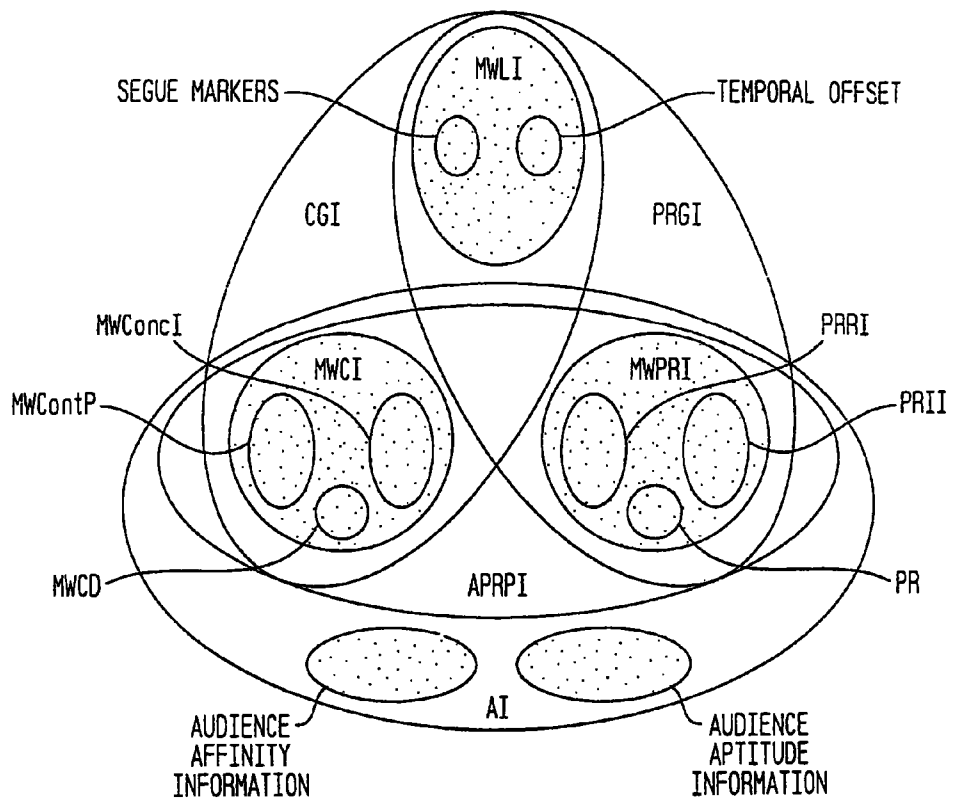 MWLI
SEGUE MARKERS
TEMPORAL OFFSET
CGI
PRGI
MWConcI
PRRI
MWCI
MWPRI
MWContP
PRII
MWCD
APRPI
PR
AI
AUDIENCE
AFFINITY
INFORMATION
AUDIENCE
APTITUDE
INFORMATION